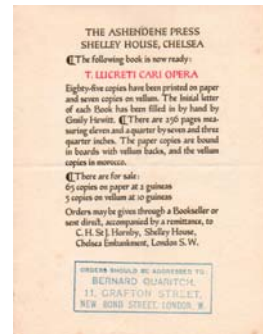 THE ASHENDENE PRESS
SHELLEY HOUSE, CHELSEA
⁋The following book is now ready:
T. LUCRETI CARI OPERA
Eighty-five copies have been printed on paper
and seven copies on vellum. The Initial letter
of each Book has been filled in by hand by
Graily Hewitt. ⁋There are 256 pages mea-
suring eleven and a quarter by seven and three
quarter inches. The paper copies are bound
in boards with vellum backs, and the vellum
copies in morocco.
⁋There are for sale:
65 copies on paper at 2 guineas
5 copies on vellum at 10 guineas
Orders may be given through a Bookseller or
sent direct, accompanied by a remittance, to
C. H. St J. Hornby, Shelley House,
Chelsea Embankment, London S. W.
ORDERS SHOULD BE ADDRESSED TO
BERNARD QUARITCH,
11, GRAFTON STREET,
NEW BOND STREET, LONDON, W.